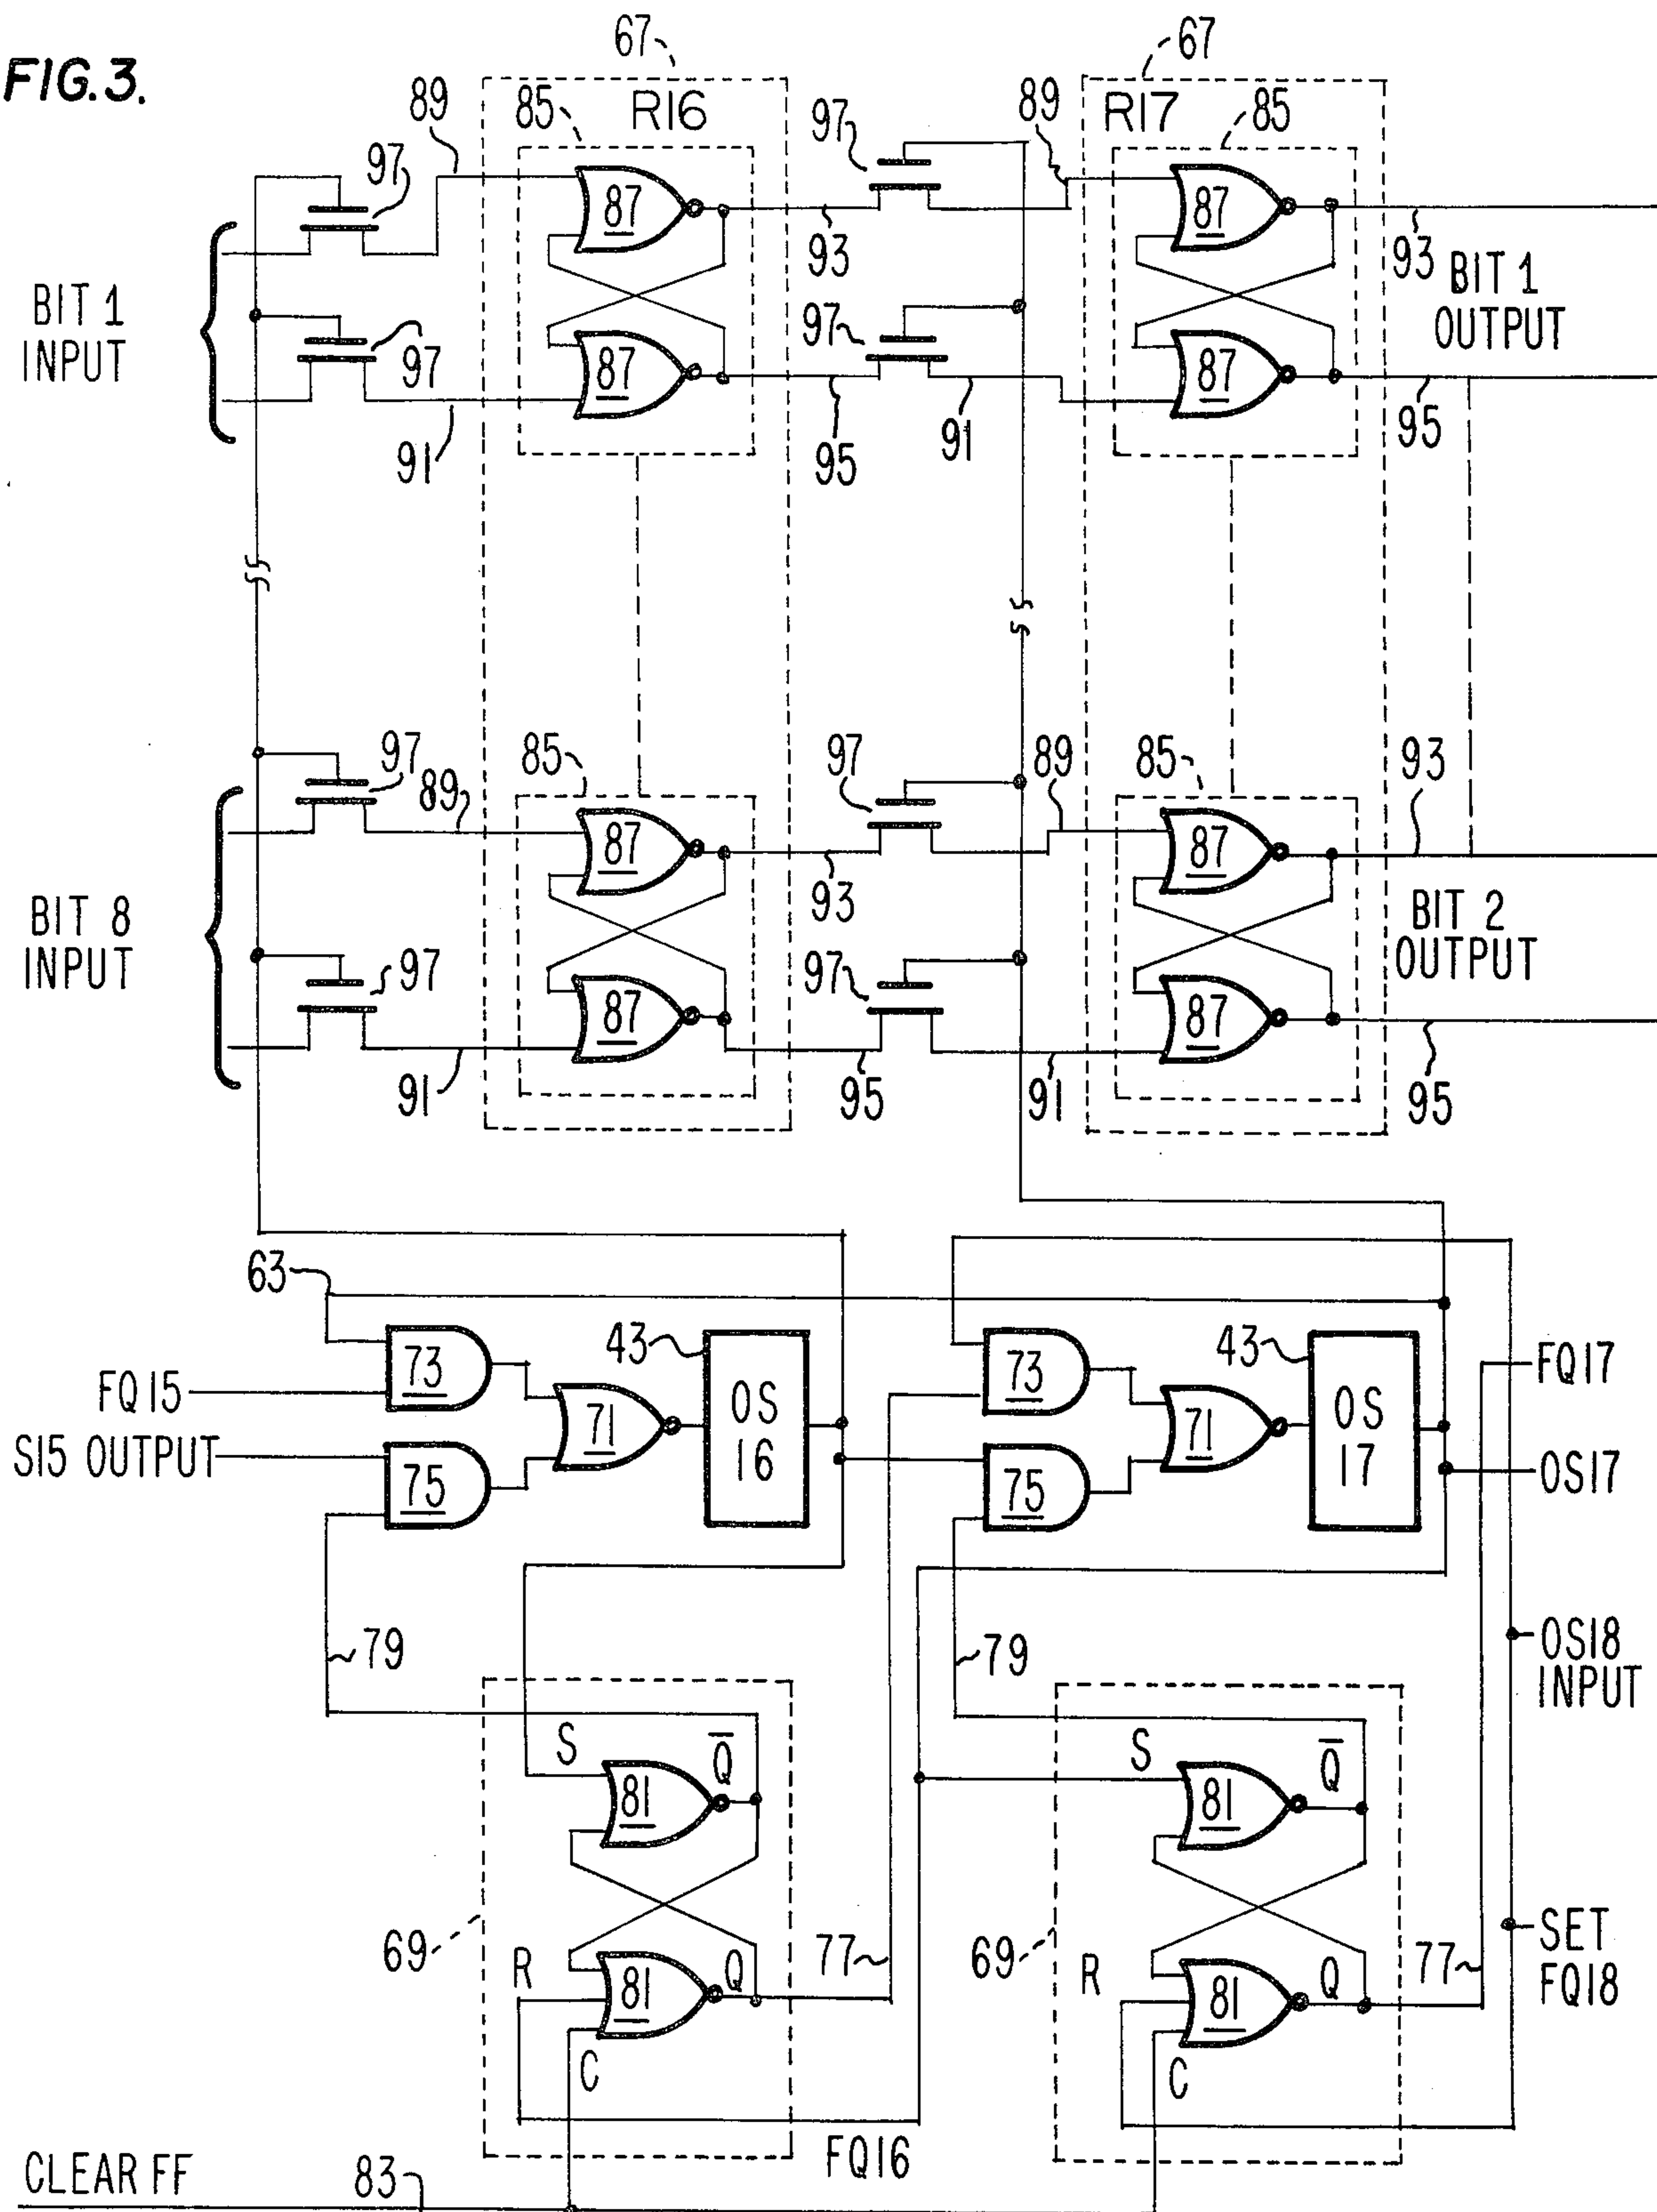 FIG.3.
67
67
89
85
R16
97
89
R17
85
97
97
87
87
93
93
BIT 1
INPUT
BIT 1
OUTPUT
97
97
87
87
91
95
91
95
97
89
85
97
89
85
93
87
87
93
BIT 8
INPUT
BIT 2
OUTPUT
97
97
87
87
91
95
91
95
63
73
43
73
43
FQ15
FQ17
71
OS
16
71
OS
17
S15 OUTPUT
75
75
OS17
79
79
OS18
INPUT
S
Q̅
S
Q̅
81
81
69
R
Q
77
69
R
Q
77
SET
FQ18
81
81
C
C
FQ16
CLEAR FF
83